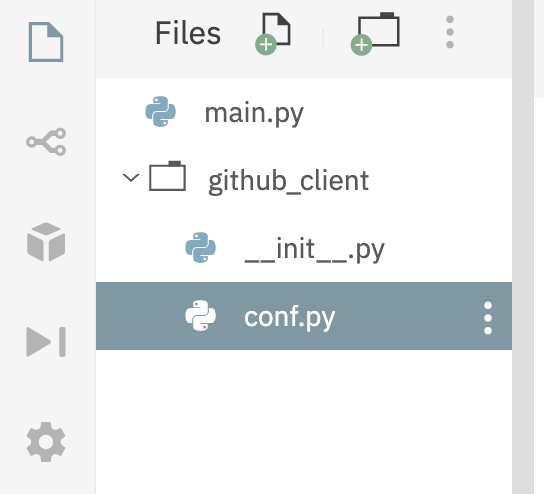 Files
main.py
github_client
__init__.py
conf.py